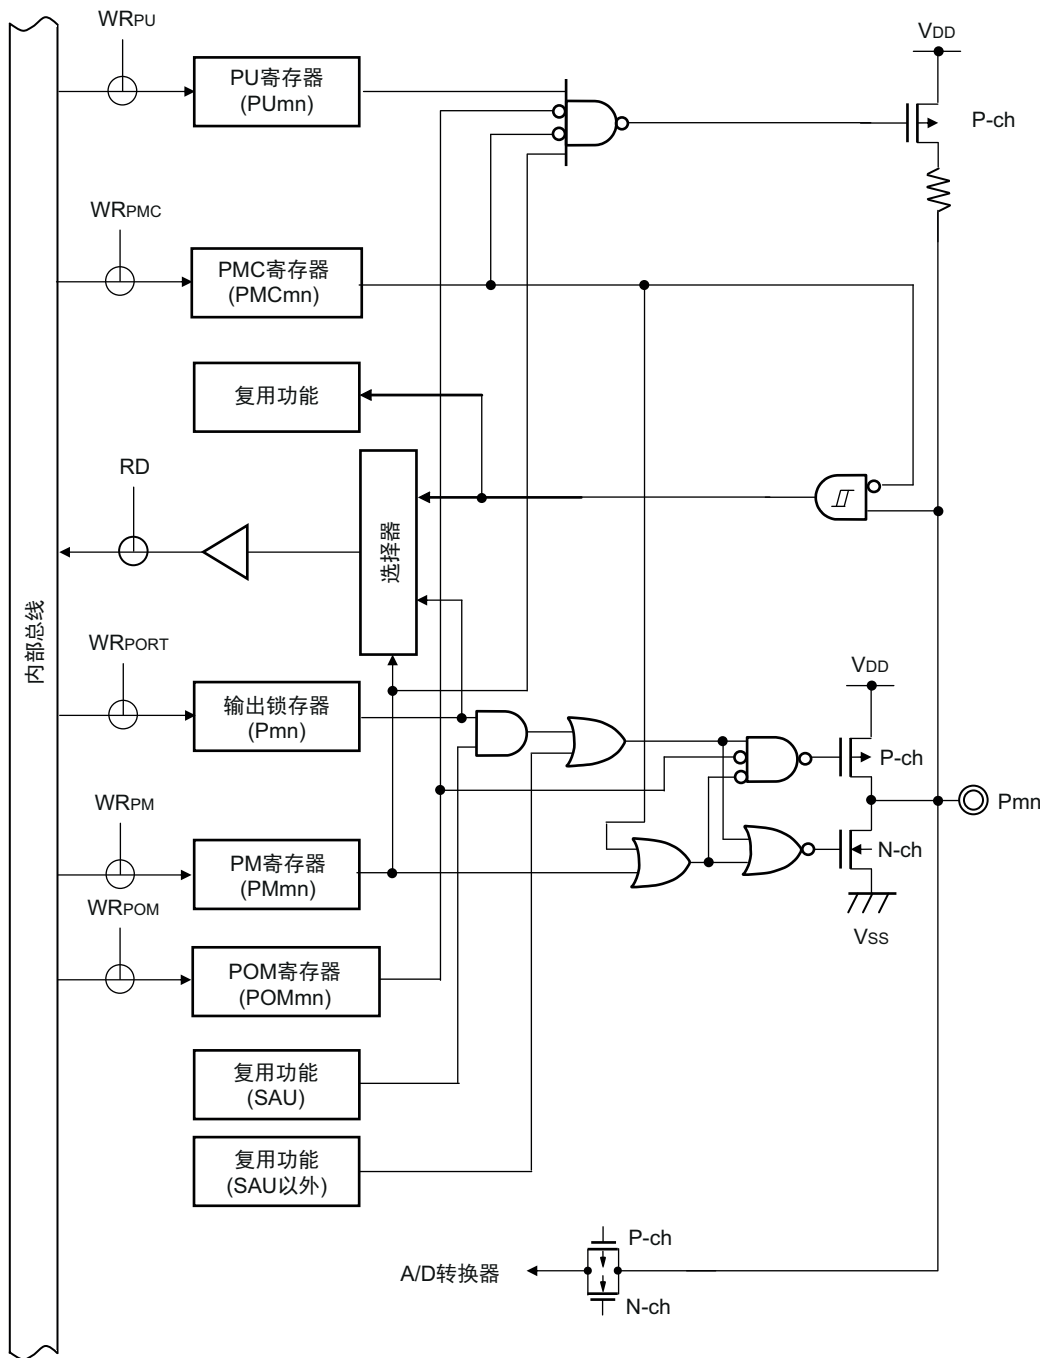 WRPU
VDD
PU寄存器
(PUmn)
P-ch
WRPMC
PMC寄存器
(PMCmn)
复用功能
RD
选择器
内部总线
WRPORT
VDD
输出锁存器
(Pmn)
P-ch
Pmn
WRPM
PM寄存器
(PMmn)
N-ch
WRPOM
VSS
POM寄存器
(POMmn)
复用功能
(SAU)
复用功能
(SAU以外)
P-ch
A/D转换器
N-ch